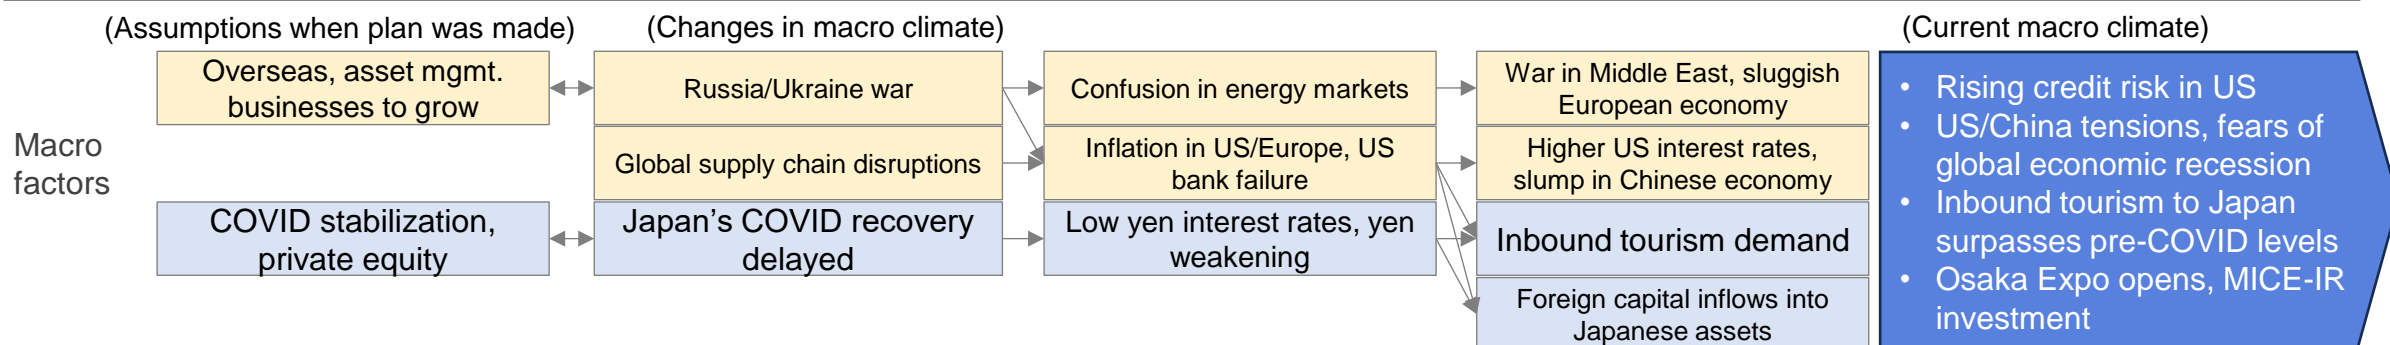 (Assumptions when plan was made)
(Changes in macro climate)
(Current macro climate)
Macro
factors
Overseas, asset mgmt.
businesses to grow
Russia/Ukraine war
Confusion in energy markets
War in Middle East, sluggish
European economy
Global supply chain disruptions
Inflation in US/Europe, US
bank failure
Higher US interest rates,
slump in Chinese economy
COVID stabilization,
private equity
Japan’s COVID recovery
delayed
Low yen interest rates, yen
weakening
Inbound tourism demand
Foreign capital inflows into
Japanese assets
• Rising credit risk in US
• US/China tensions, fears of
global economic recession
• Inbound tourism to Japan
surpasses pre-COVID levels
• Osaka Expo opens, MICE-IR
investment